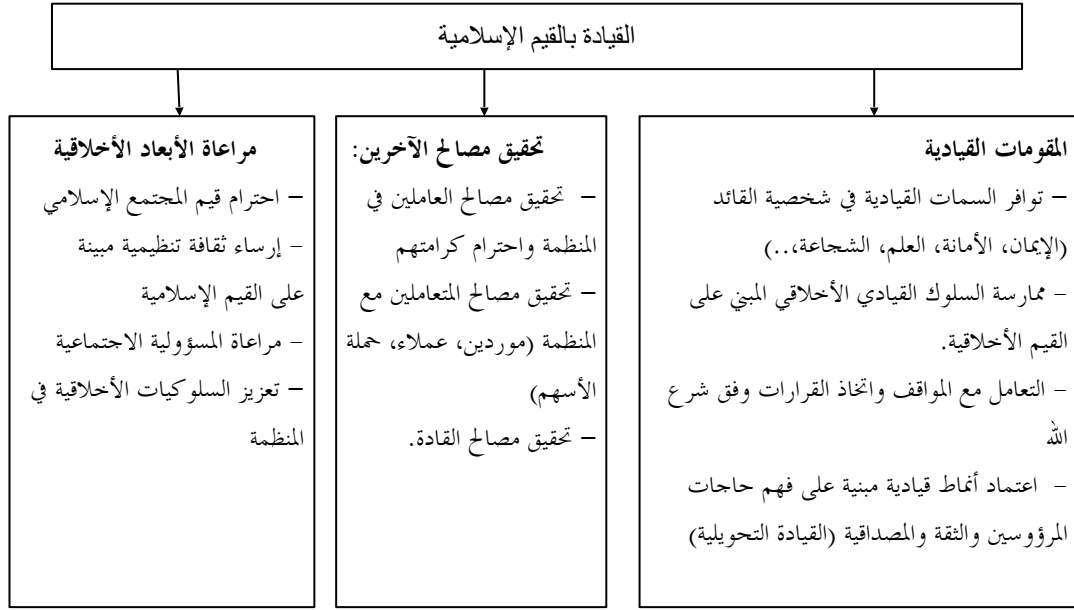 القيادة بالقيم الإسلامية
المقومات القيادية
– توافر السمات القيادية في شخصية القائد
(الإيمان، الأمانة، العلم، الشجاعة،..)
– ممارسة السلوك القيادي الأخلاقي المبني على
القيم الأخلاقية.
– التعامل مع المواقف واتخاذ القرارات وفق شرع
الله
– اعتماد أنماط قيادية مبنية على فهم حاجات
المرؤوسين والثقة والمصداقية (القيادة التحويلية)
تحقيق مصالح الآخرين:
– تحقيق مصالح العاملين في
المنظمة واحترام كرامتهم
– تحقيق مصالح المتعاملين مع
المنظمة (موردين، عملاء، حملة
الأسهم)
– تحقيق مصالح القادة.
مراعاة الأبعاد الأخلاقية
– احترام قيم المجتمع الإسلامي
– إرساء ثقافة تنظيمية مبينة
على القيم الإسلامية
– مراعاة المسؤولية الاجتماعية
– تعزيز السلوكيات الأخلاقية في
المنظمة